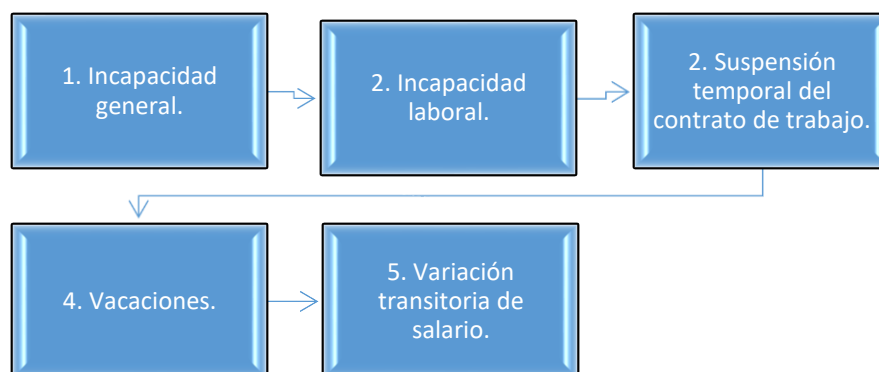 1. Incapacidad
general.
2. Incapacidad
laboral.
2. Suspensión
temporal del
contrato de trabajo.
4. Vacaciones.
5. Variación
transitoria de
salario.